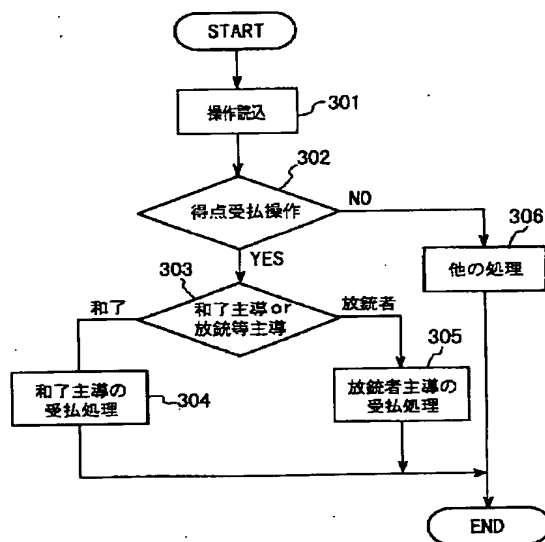 START
操作読込
301
302
得点受払操作
NO
306
YES
他の処理
303
和了
和了主導or
放銃等主導
放銃者
305
和了主導の
受払処理
304
放銃者主導の
受払処理
END